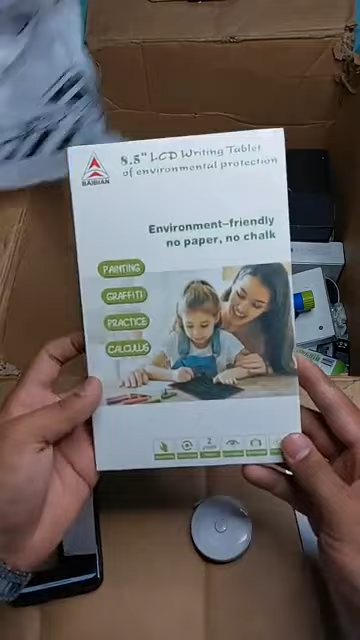 BAIBIAN
8.5" LCD Writing Tablet
of environmental protection
Environment-friendly
no paper, no chalk
PAINTING
GRAFFITI
PRACTICE
CALCULUS